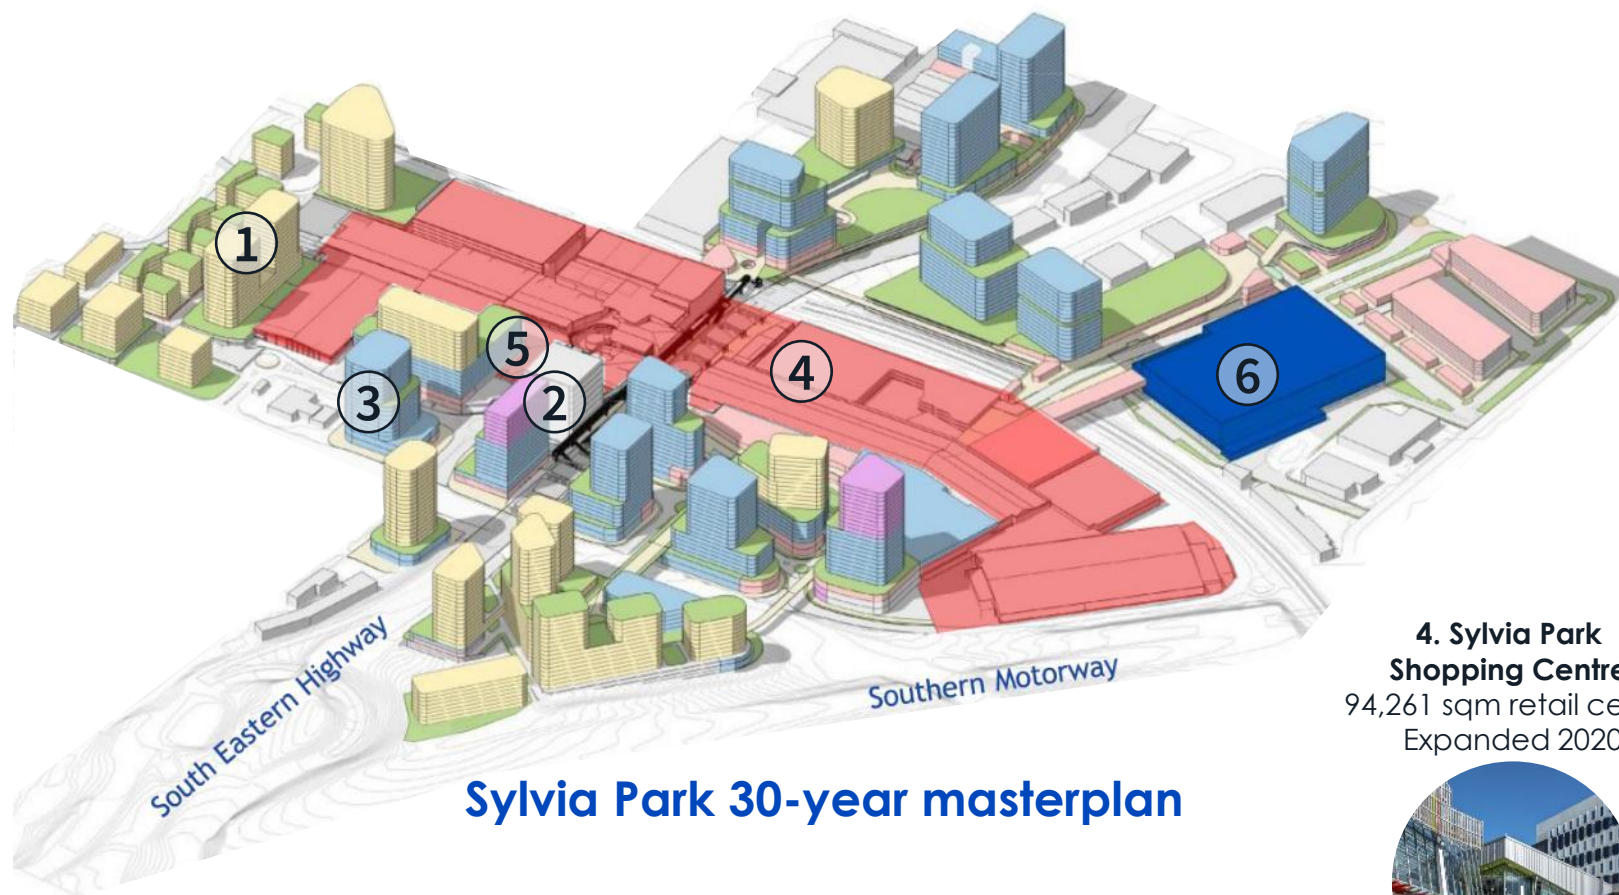 1
5
2
3
4
6
South Eastern Highway
Southern Motorway
Sylvia Park 30-year masterplan
4. Sylvia Park
Shopping Centre
94,261 sqm retail ce
Expanded 2020